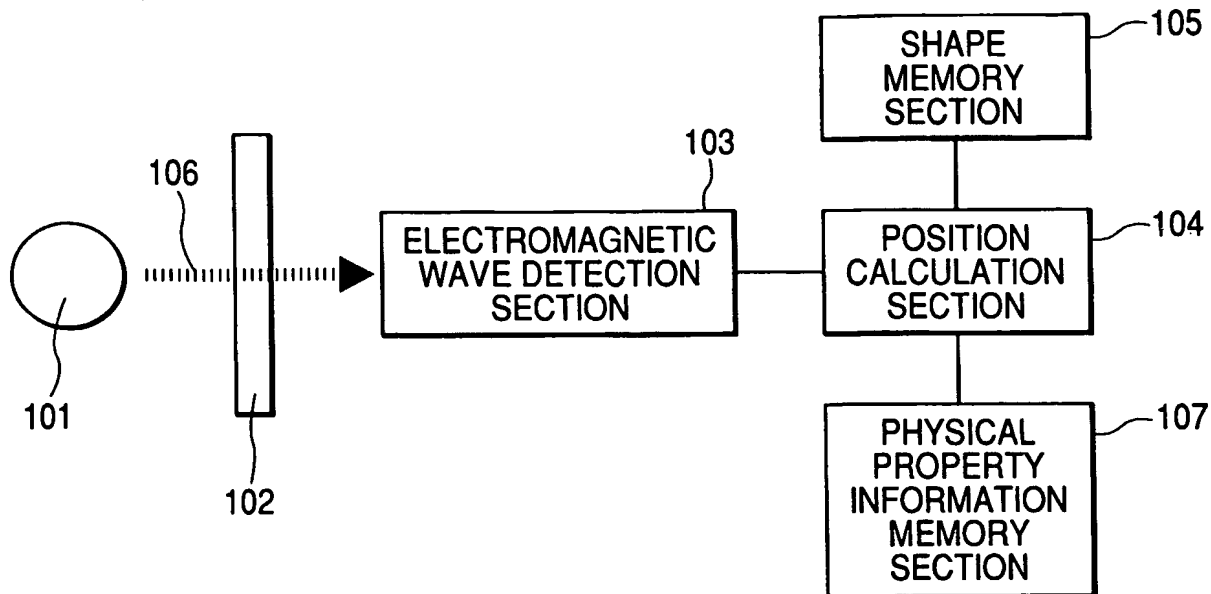 105
SHAPE
MEMORY
SECTION
103
106
ELECTROMAGNETIC
WAVE DETECTION
SECTION
POSITION
CALCULATION
SECTION
104
101
102
107
PHYSICAL
PROPERTY
INFORMATION
MEMORY
SECTION